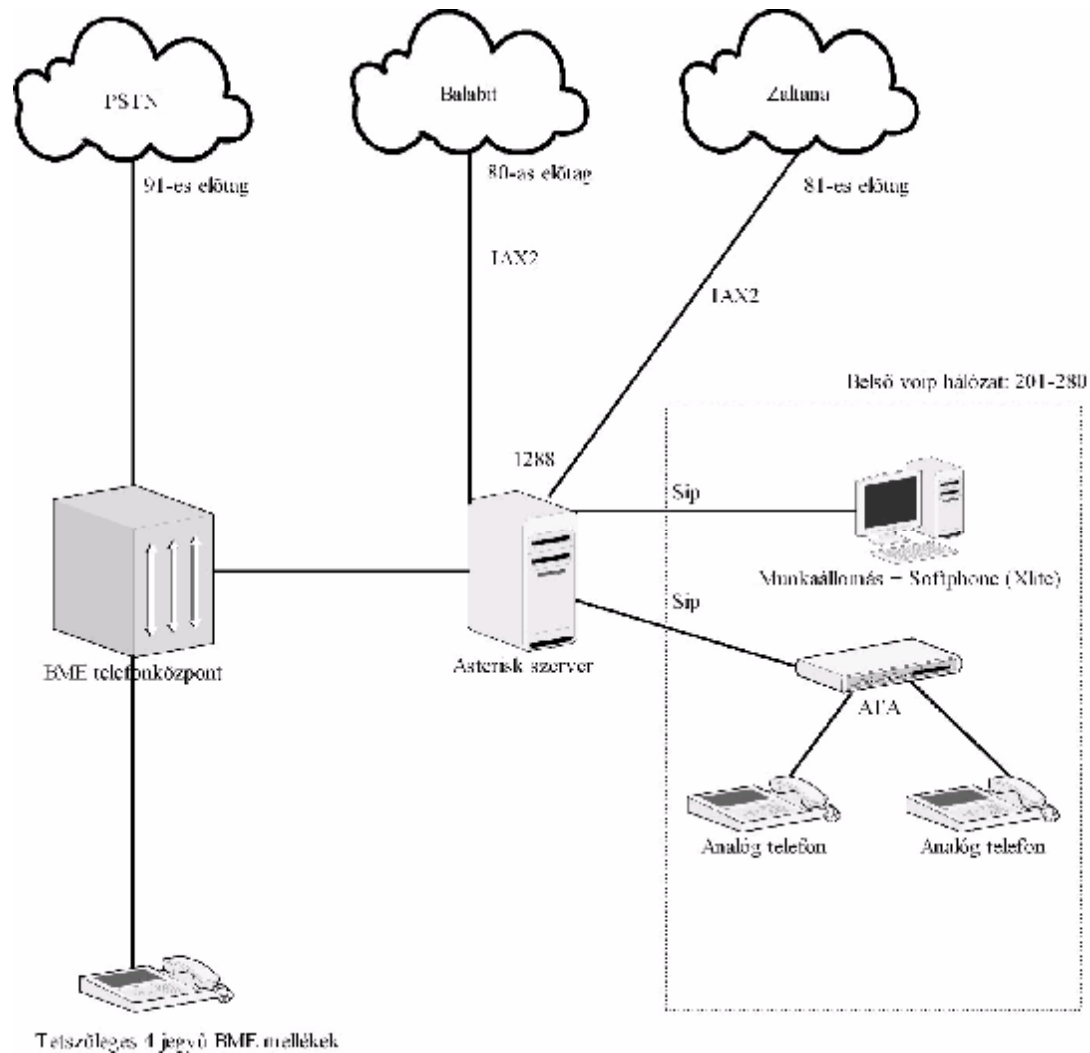 PSTN
Balabit
Zaltana
91-es előtag
80-as előtag
81-es előtag
IAX2
IAX2
Belső voip hálózat: 201-280
1288
Sip
Munkaállomás - Softphone (Xlite)
Sip
BME telefonközpont
Asterisk szerver
ATA
Analóg telefon
Analóg telefon
Tetszőleges 4 jegyű BME mellékek